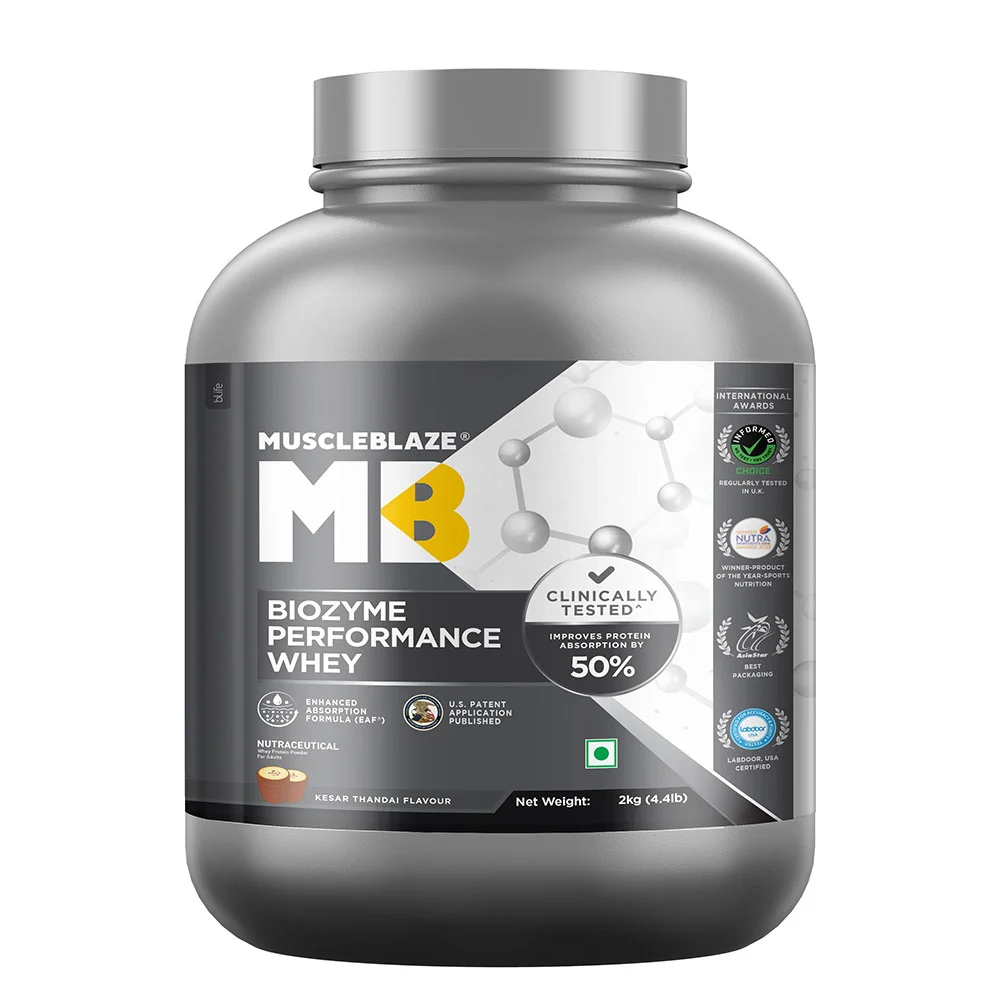 bLife
MUSCLEBLAZE®
MB
BIOZYME
PERFORMANCE
WHEY
ENHANCED
ABSORPTION
FORMULA (EAF®)
U.S. PATENT
APPLICATION
PUBLISHED
NUTRACEUTICAL
Whey Protein Powder
For Adults
KESAR THANDAI FLAVOUR
CLINICALLY
TESTED^
IMPROVES PROTEIN
ABSORPTION BY
50%
Net Weight: 2kg (4.4lb)
INTERNATIONAL
AWARDS
INFORMED
CHOICE
REGULARLY TESTED
IN U.K.
NUTRA
WINNER-PRODUCT
OF THE YEAR-SPORTS
NUTRITION
AsiaStar
BEST
PACKAGING
labdoor
USA
LABDOOR, USA
CERTIFIED